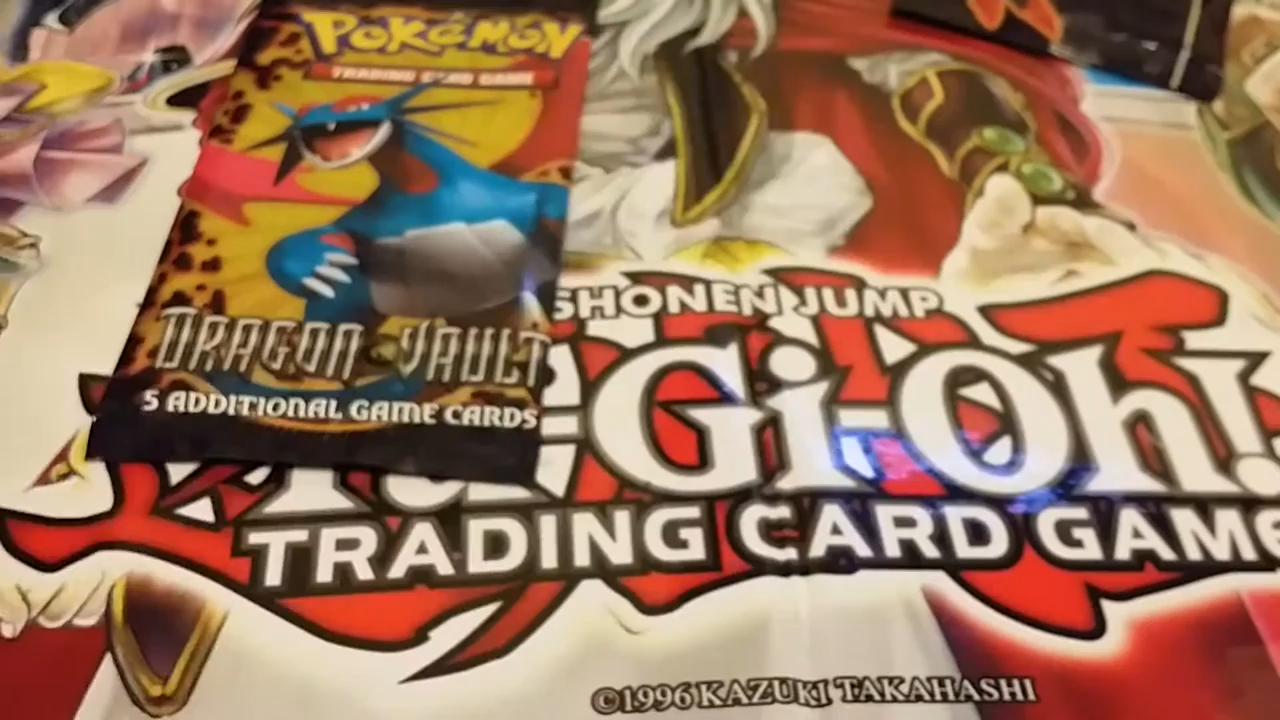 POKéMON
TRADING CARD GAME
DRAGON VAULT
5 ADDITIONAL GAME CARDS
SHONEN JUMP
Yu-Gi-Oh!
TRADING CARD GAME
©1996 KAZUKI TAKAHASHI